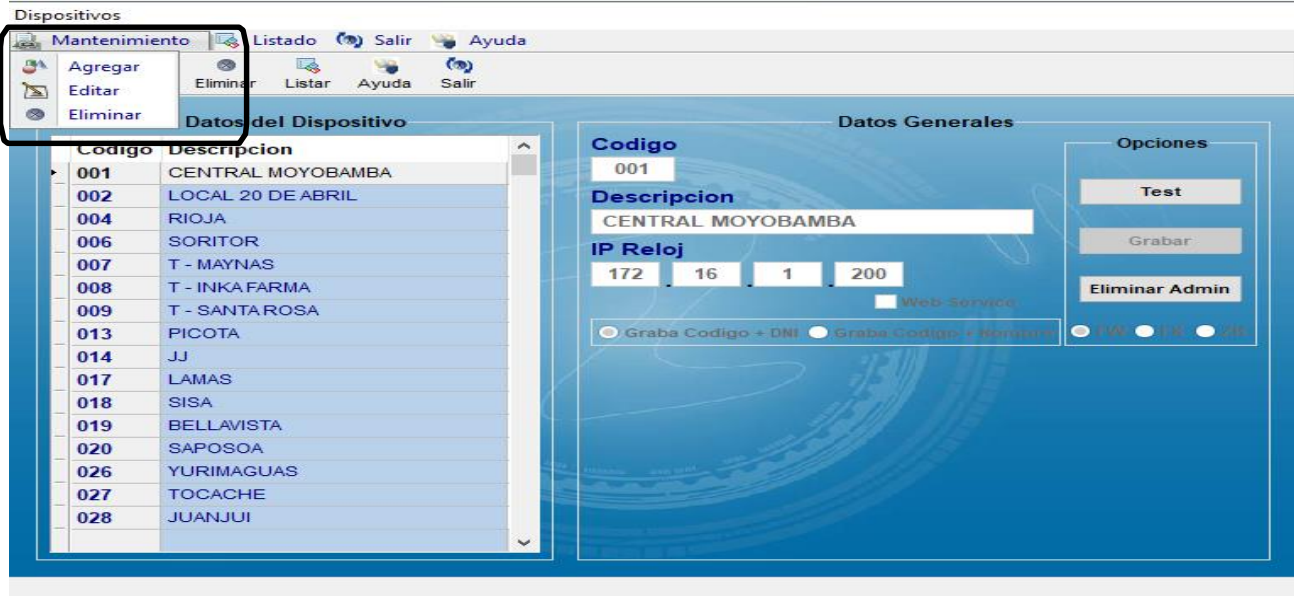 Dispositivos
Mantenimiento Listado Salir Ayuda
Agregar
Editar
Eliminar
Eliminar Listar Ayuda Salir
Datos del Dispositivo
Codigo Descripcion
001 CENTRAL MOYOBAMBA
002 LOCAL 20 DE ABRIL
004 RIOJA
006 SORITOR
007 T - MAYNAS
008 T - INKA FARMA
009 T - SANTA ROSA
013 PICOTA
014 JJ
017 LAMAS
018 SISA
019 BELLAVISTA
020 SAPOSOA
026 YURIMAGUAS
027 TOCACHE
028 JUANJUI
Datos Generales
Codigo
001
Descripcion
CENTRAL MOYOBAMBA
IP Reloj
172 . 16 . 1 . 200
Web Service
Graba Codigo + DNI Graba Codigo + Nombre
Opciones
Test
Grabar
Eliminar Admin